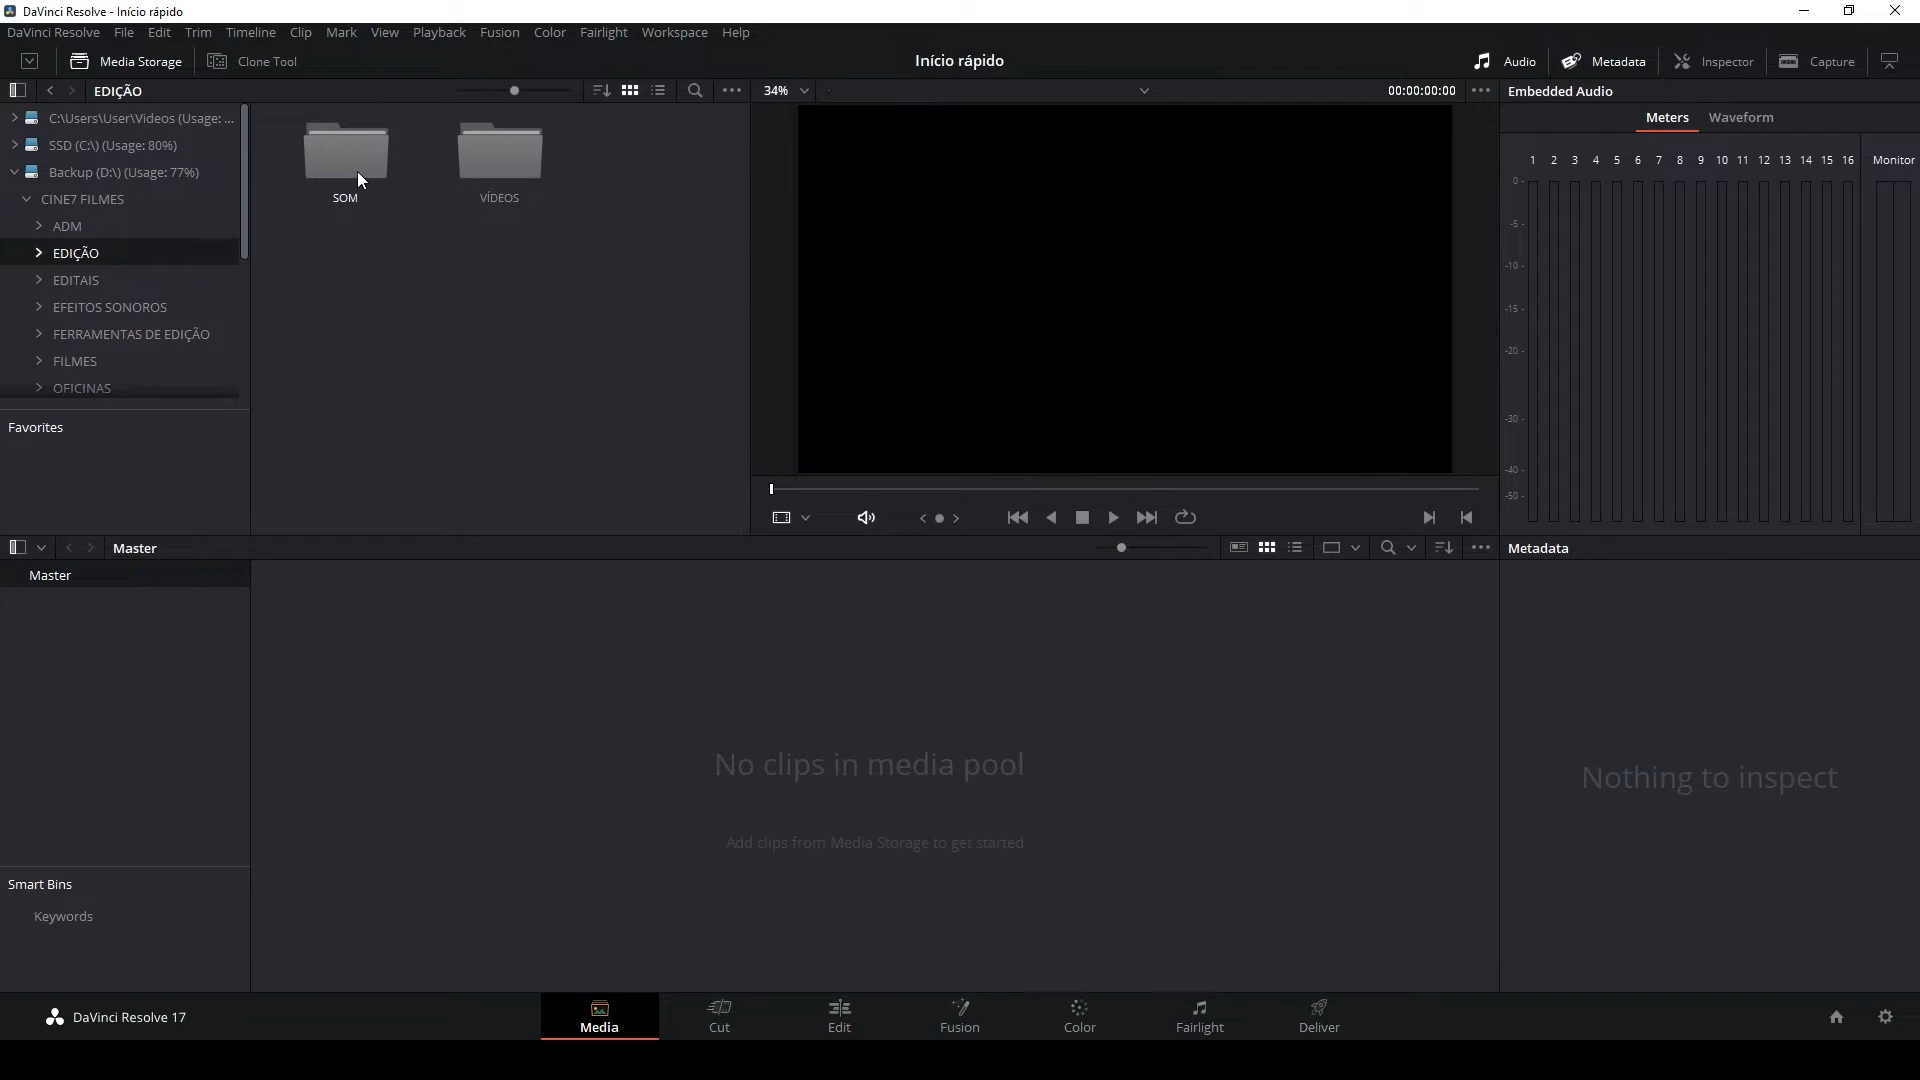 DaVinci Resolve - Início rápido
DaVinci Resolve File Edit Trim Timeline Clip Mark View Playback Fusion Color Fairlight Workspace Help
Media Storage Clone Tool Início rápido Audio Metadata Inspector Capture
EDIÇÃO 34% 00:00:00:00 Embedded Audio
C:\Users\User\Videos (Usage: ... Meters Waveform
SSD (C:\) (Usage: 80%)
1 2 3 4 5 6 7 8 9 10 11 12 13 14 15 16 Monitor
Backup (D:\) (Usage: 77%)
0 -
SOM VÍDEOS
CINE7 FILMES
-5 -
ADM
EDIÇÃO
-10 -
EDITAIS
EFEITOS SONOROS
-15 -
FERRAMENTAS DE EDIÇÃO
-20 -
FILMES
OFICINAS
-30 -
Favorites
-40 -
-50 -
Master Metadata
Master
No clips in media pool
Nothing to inspect
Add clips from Media Storage to get started
Smart Bins
Keywords
DaVinci Resolve 17
Media Cut Edit Fusion Color Fairlight Deliver